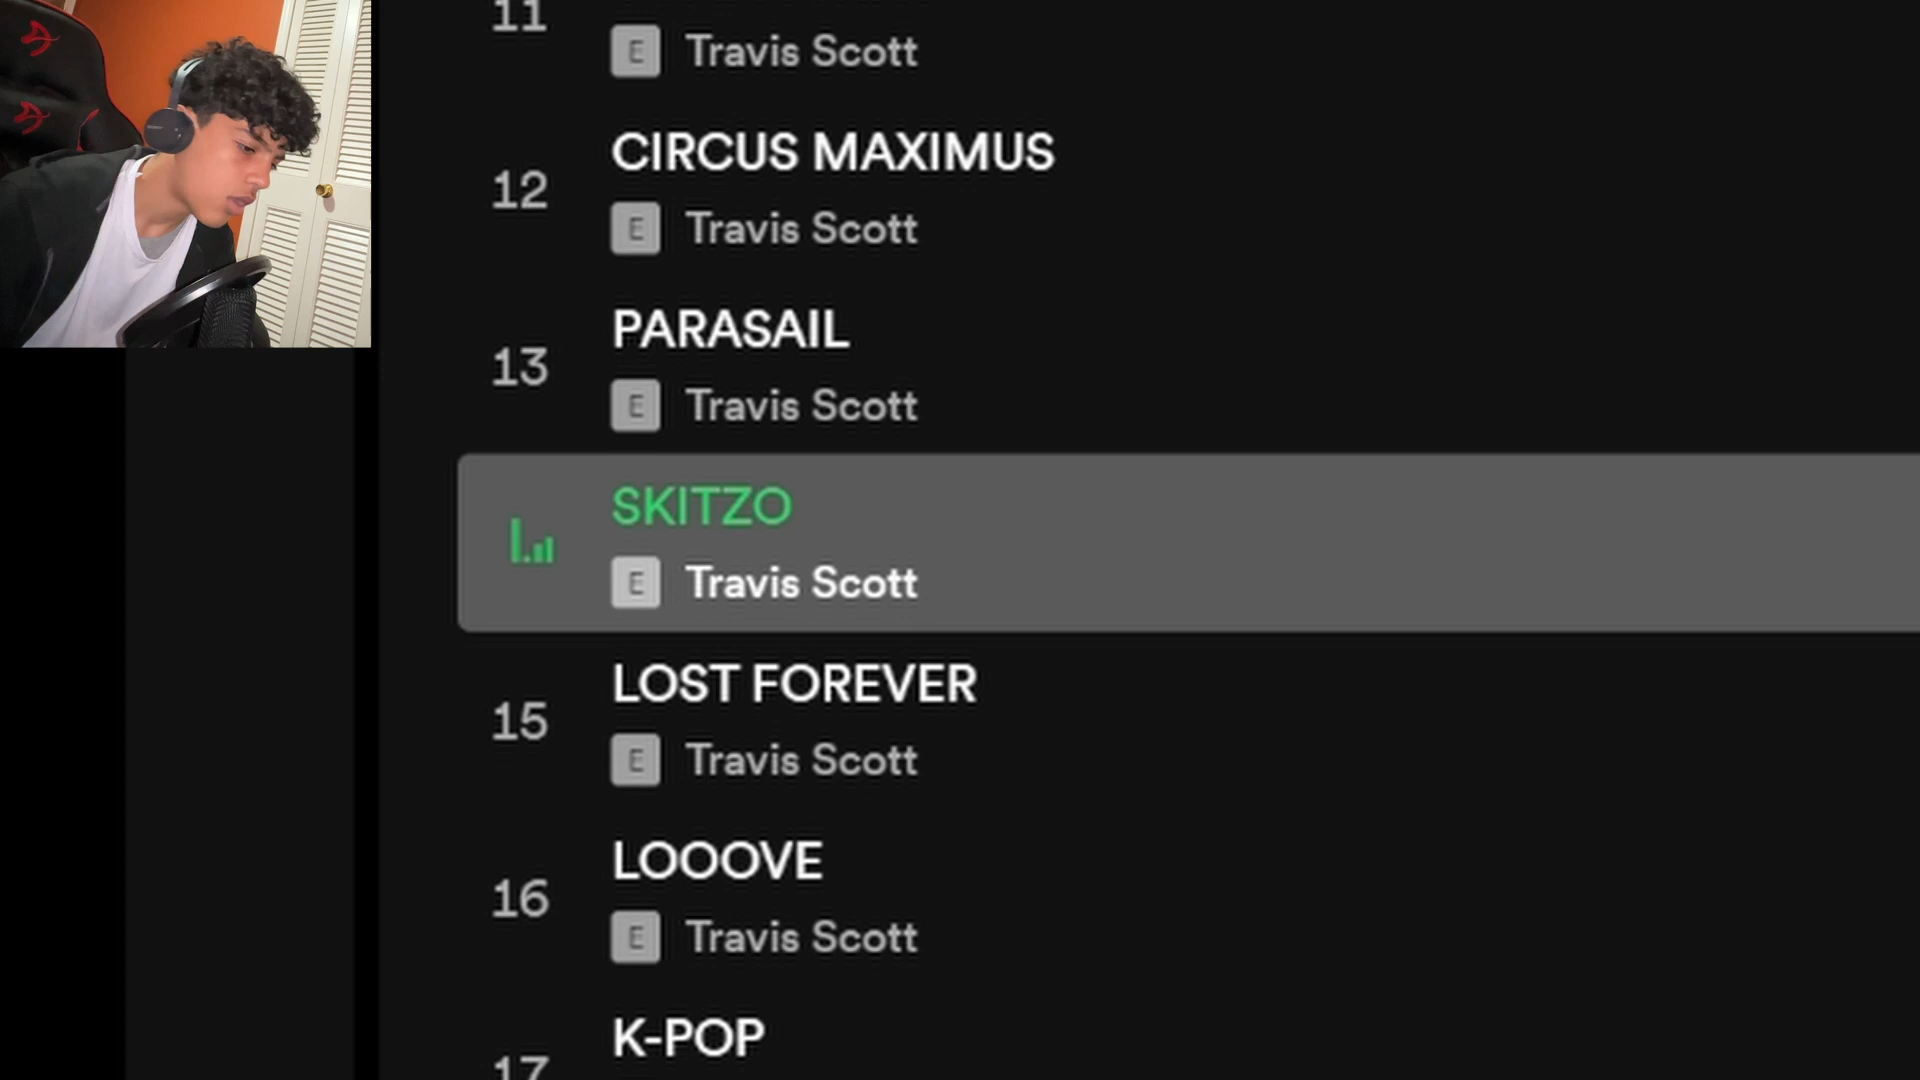 11
E Travis Scott
CIRCUS MAXIMUS
12
E Travis Scott
PARASAIL
13
E Travis Scott
SKITZO
E Travis Scott
LOST FOREVER
15
E Travis Scott
LOOOVE
16
E Travis Scott
K-POP
17